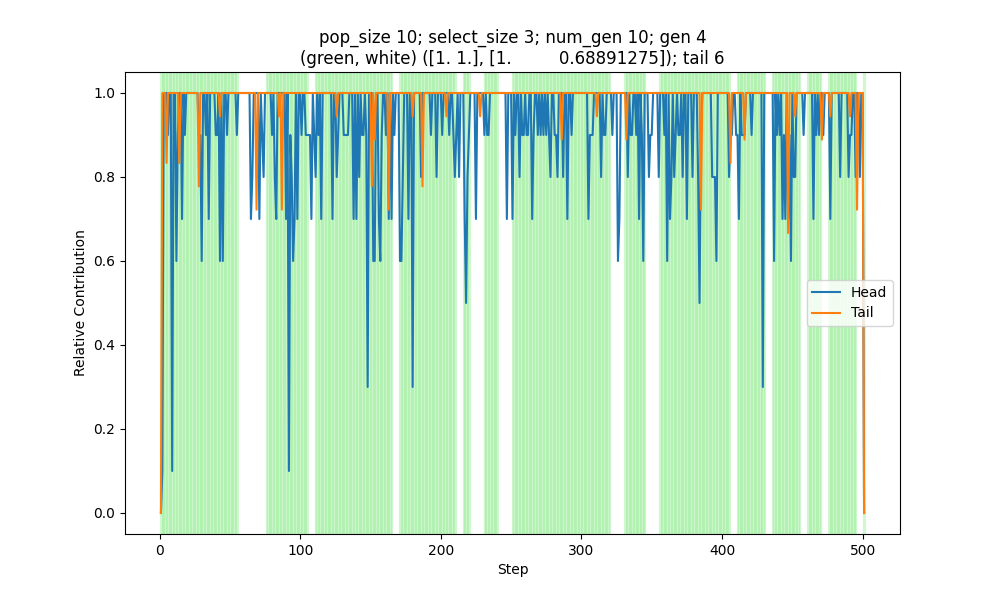 pop_size 10; select_size 3; num_gen 10; gen 4
(green, white) ([1. 1.], [1.          0.68891275]); tail 6
Relative Contribution
1.0
0.8
0.6
0.4
0.2
0.0
Head
Tail
0
100
200
300
400
500
Step